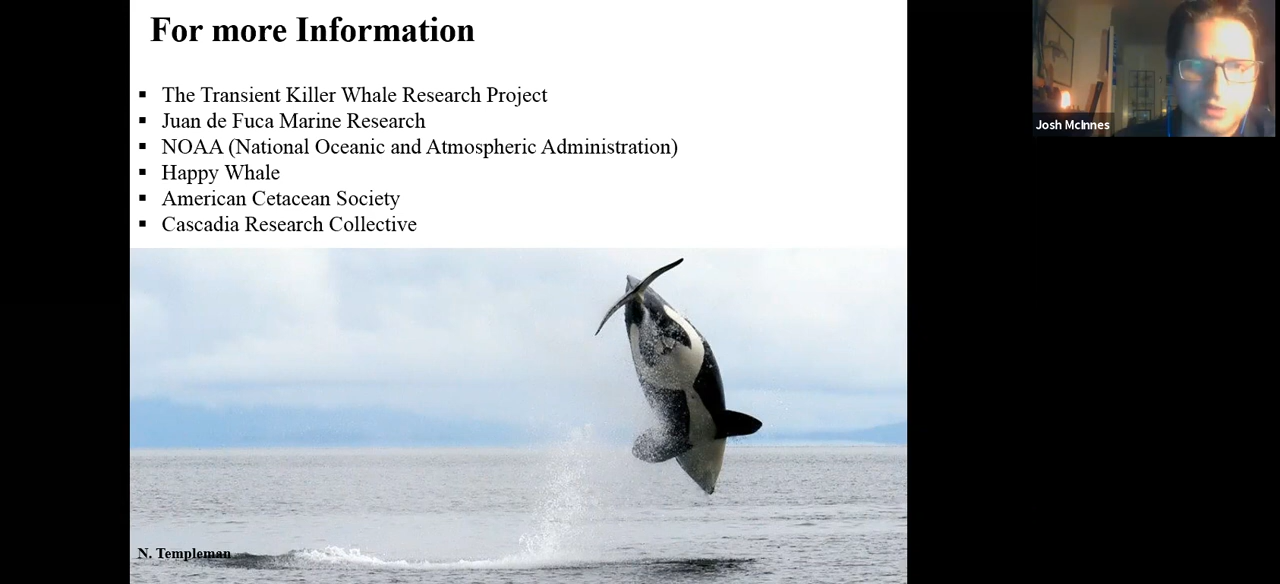 For more Information
▪ The Transient Killer Whale Research Project
▪ Juan de Fuca Marine Research
▪ NOAA (National Oceanic and Atmospheric Administration)
▪ Happy Whale
▪ American Cetacean Society
▪ Cascadia Research Collective
N. Templeman
Josh McInnes